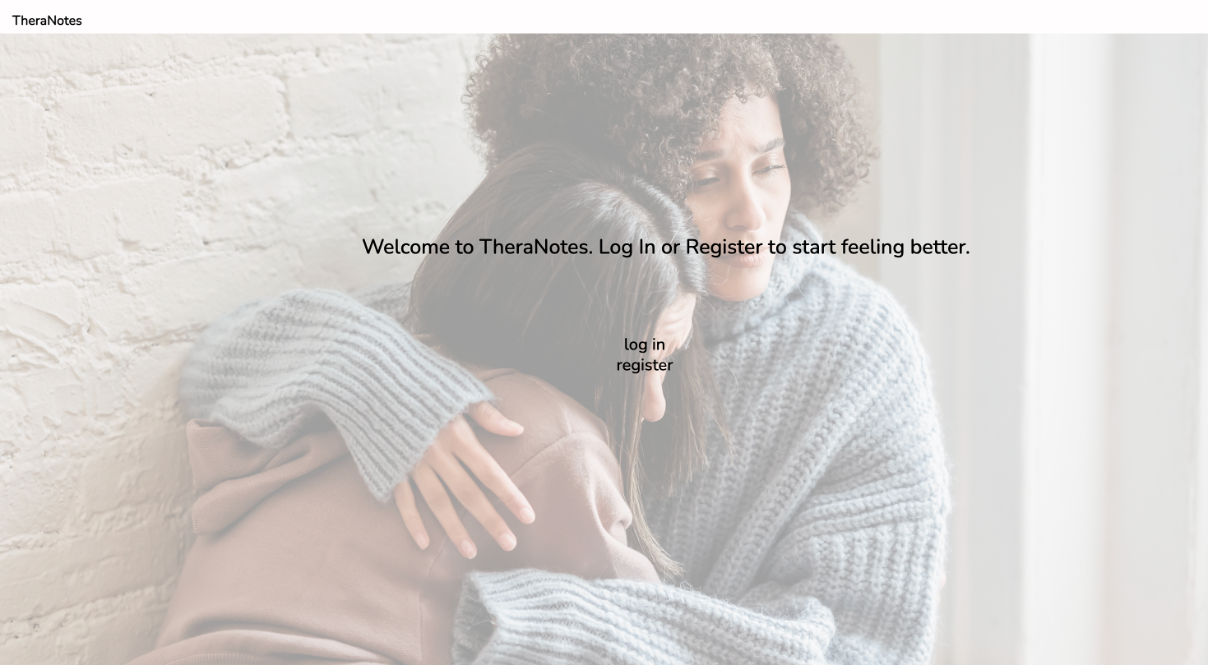 TheraNotes
Welcome to TheraNotes. Log In or Register to start feeling better.
log in
register